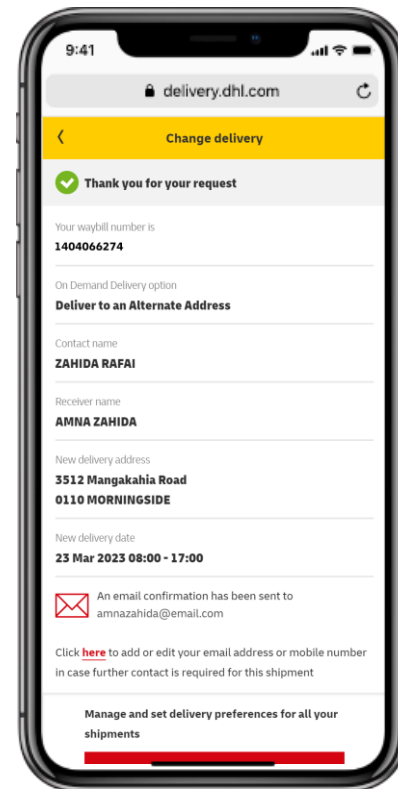 9:41
delivery.dhl.com
Change delivery
Thank you for your request
Your waybill number is
1404066274
On Demand Delivery option
Deliver to an Alternate Address
Contact name
ZAHIDA RAFAI
Receiver name
AMNA ZAHIDA
New delivery address
3512 Mangakahia Road
0110 MORNINGSIDE
New delivery date
23 Mar 2023 08:00 - 17:00
An email confirmation has been sent to
amnazahida@email.com
Click here to add or edit your email address or mobile number
in case further contact is required for this shipment
Manage and set delivery preferences for all your
shipments